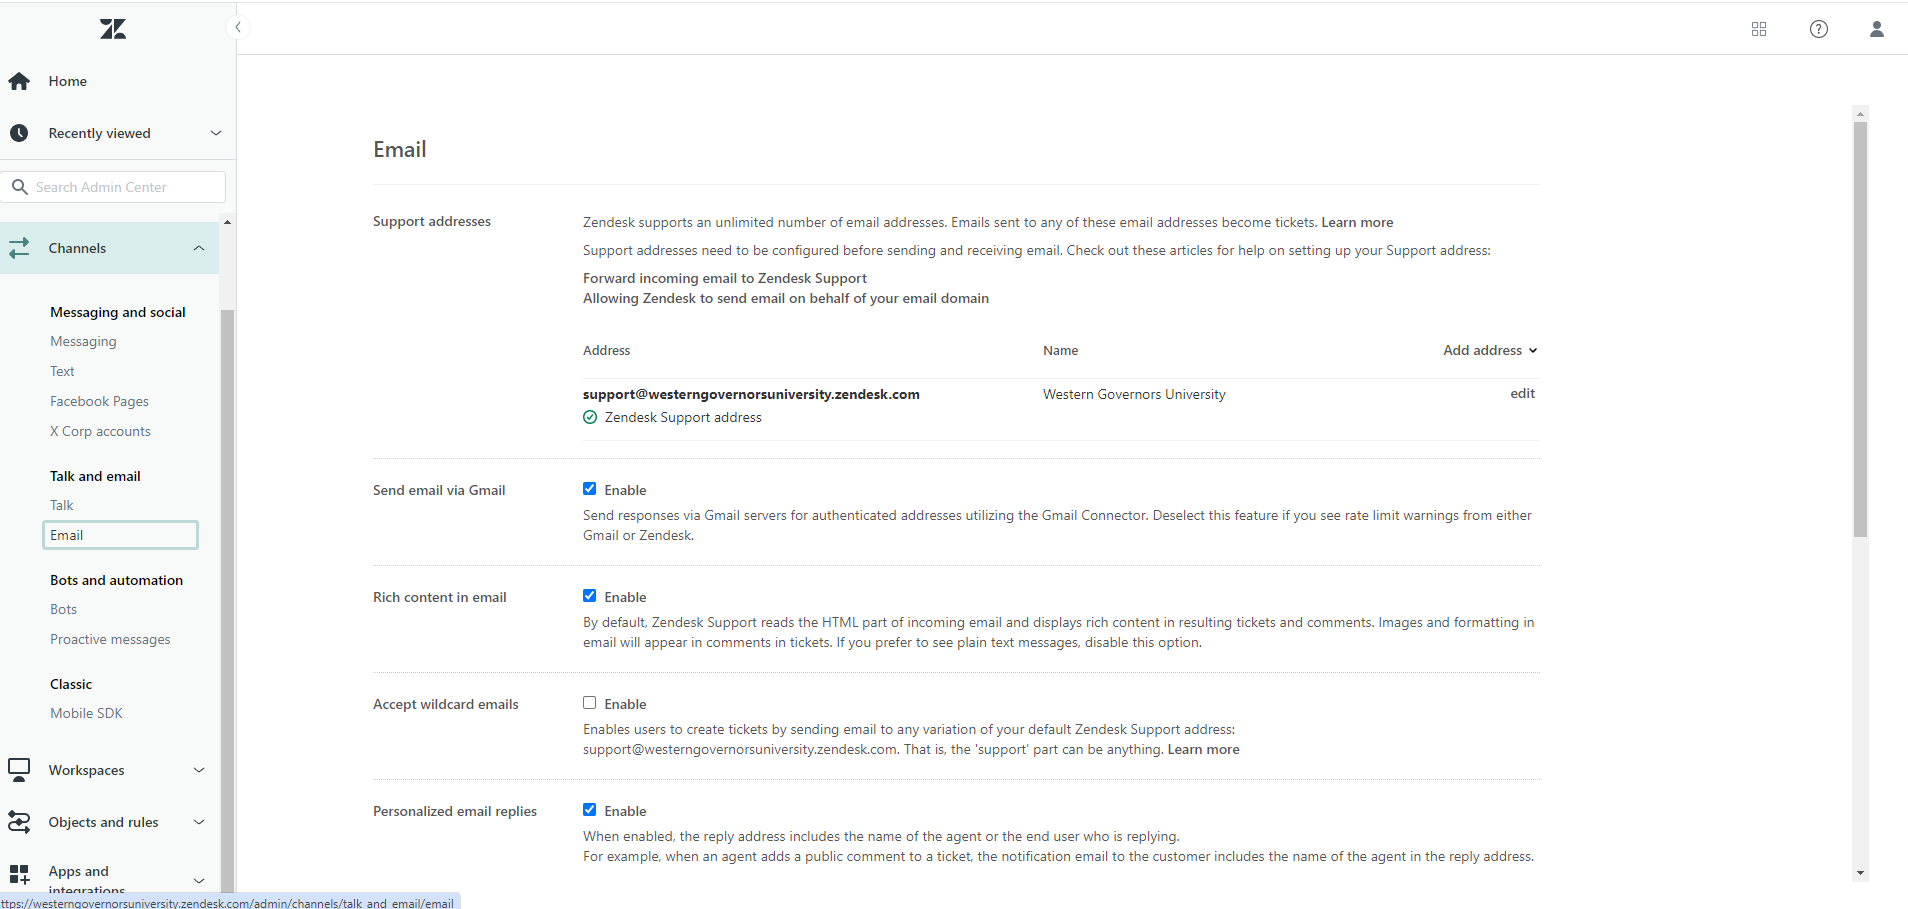 Home
Recently viewed
Search Admin Center
Channels
Messaging and social
Messaging
Text
Facebook Pages
X Corp accounts
Talk and email
Talk
Email
Bots and automation
Bots
Proactive messages
Classic
Mobile SDK
Workspaces
Objects and rules
Apps and
integrations
ttps://westerngovernorsuniversity.zendesk.com/admin/channels/talk_and_email/email
Email
Support addresses
Zendesk supports an unlimited number of email addresses. Emails sent to any of these email addresses become tickets. Learn more
Support addresses need to be configured before sending and receiving email. Check out these articles for help on setting up your Support address:
Forward incoming email to Zendesk Support
Allowing Zendesk to send email on behalf of your email domain
Address Name Add address
support@westerngovernorsuniversity.zendesk.com Western Governors University edit
Zendesk Support address
Send email via Gmail Enable
Send responses via Gmail servers for authenticated addresses utilizing the Gmail Connector. Deselect this feature if you see rate limit warnings from either
Gmail or Zendesk.
Rich content in email Enable
By default, Zendesk Support reads the HTML part of incoming email and displays rich content in resulting tickets and comments. Images and formatting in
email will appear in comments in tickets. If you prefer to see plain text messages, disable this option.
Accept wildcard emails Enable
Enables users to create tickets by sending email to any variation of your default Zendesk Support address:
support@westerngovernorsuniversity.zendesk.com. That is, the 'support' part can be anything. Learn more
Personalized email replies Enable
When enabled, the reply address includes the name of the agent or the end user who is replying.
For example, when an agent adds a public comment to a ticket, the notification email to the customer includes the name of the agent in the reply address.